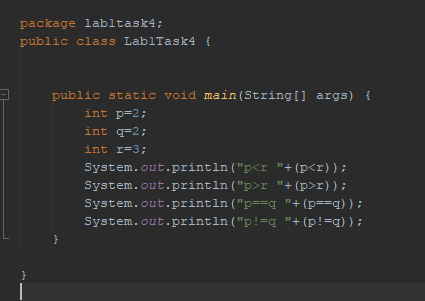 package lab1task4;
public class Lab1Task4 {
public static void main(String[] args) {
int p=2;
int q=2;
int r=3;
System.out.println("p<r "+(p<r));
System.out.println("p>r "+(p>r));
System.out.println("p==q "+(p==q));
System.out.println("p!=q "+(p!=q));
}
}